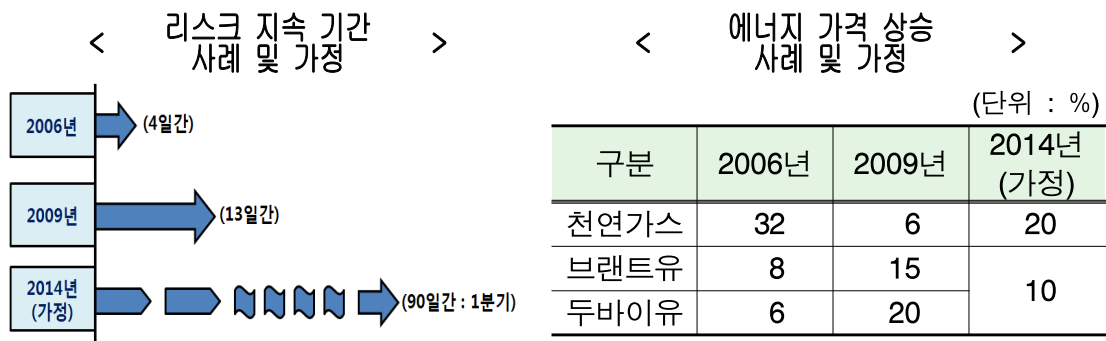 < 리스크 지속 기간
사례 및 가정 >
2006년
(4일간)
2009년
(13일간)
2014년
(가정)
(90일간 : 1분기)
< 에너지 가격 상승
사례 및 가정 >
(단위 : %)
구분 2006년 2009년 2014년
(가정)
천연가스 32 6 20
브랜트유 8 15 10
두바이유 6 20